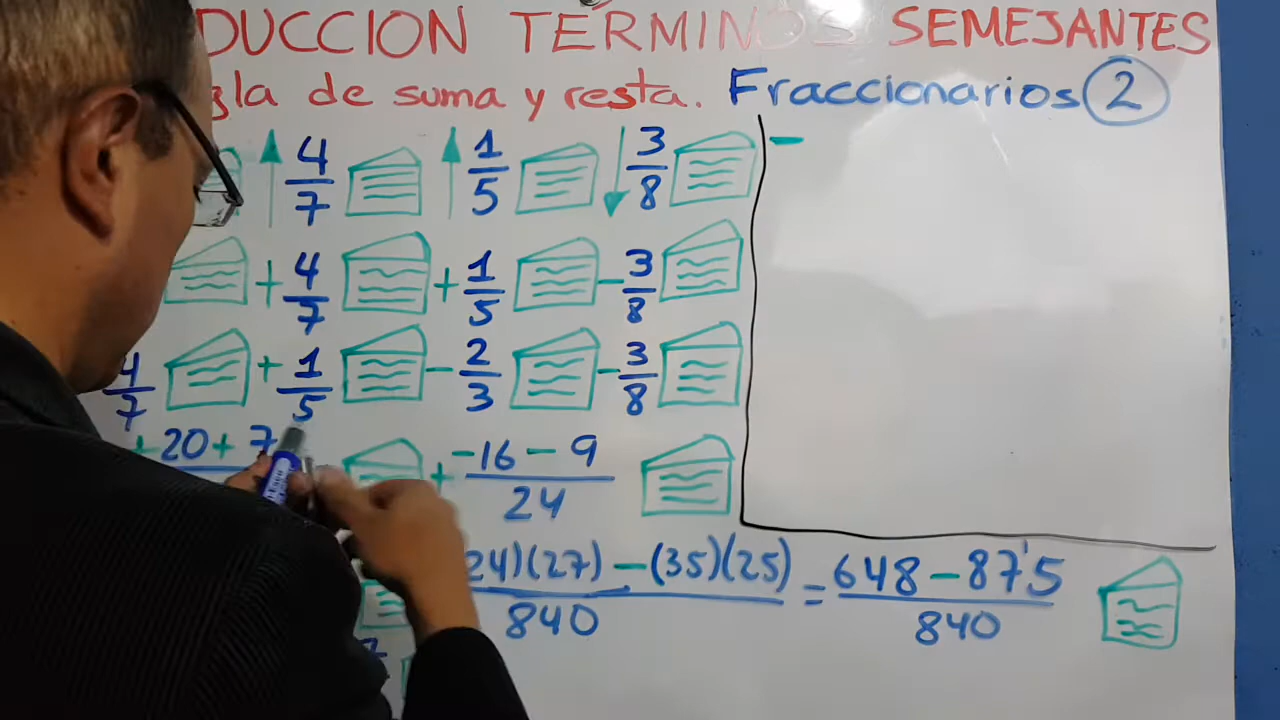 DUCCION TERMINOS SEMEJANTES
gla de suma y resta. Fraccionarios 2
4/7 1/5 3/8 -
+ 4/7 + 1/5 - 3/8
4/7 + 1/5 - 2/3 - 3/8
+ 20 + 7 + -16 - 9 / 24
24)(27) - (35)(25) / 840 = 648 - 875 / 840